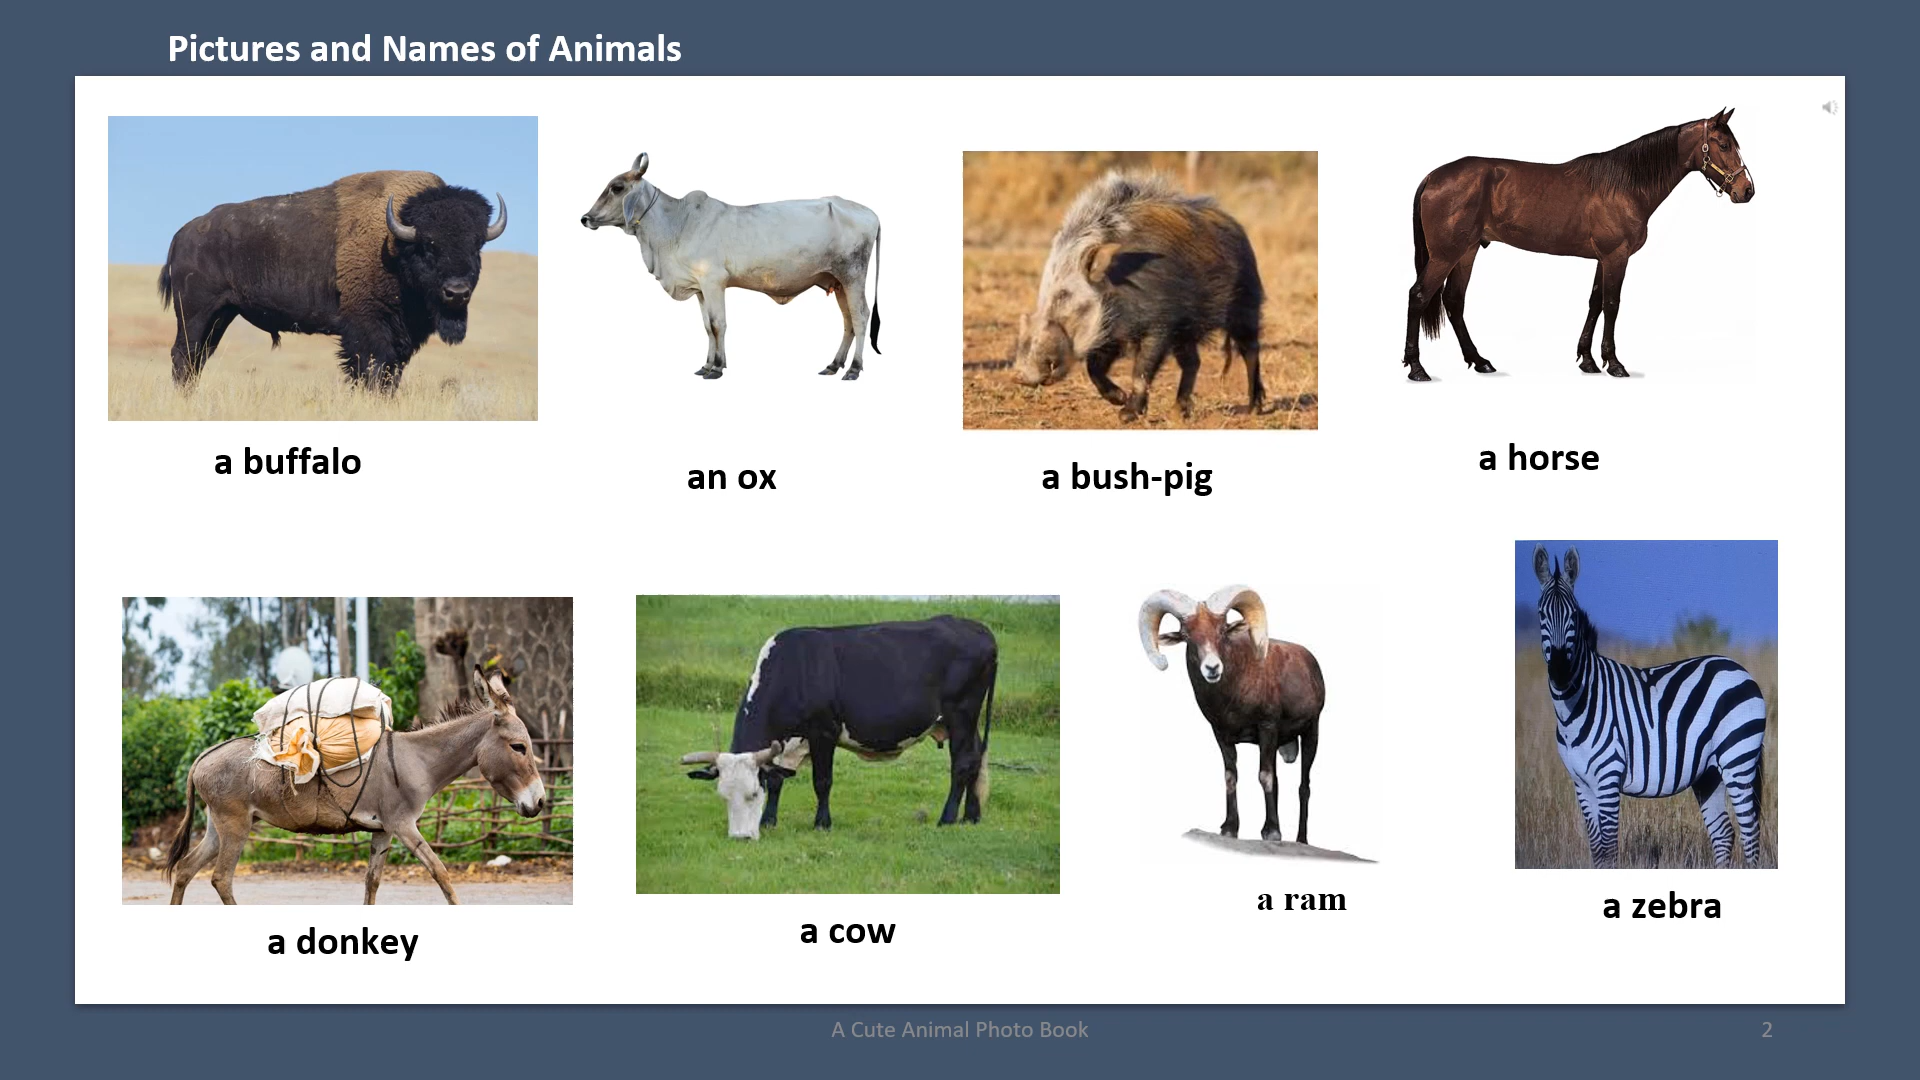 Pictures and Names of Animals
a buffalo
an ox
a bush-pig
a horse
a donkey
a cow
a ram
a zebra
A Cute Animal Photo Book
2